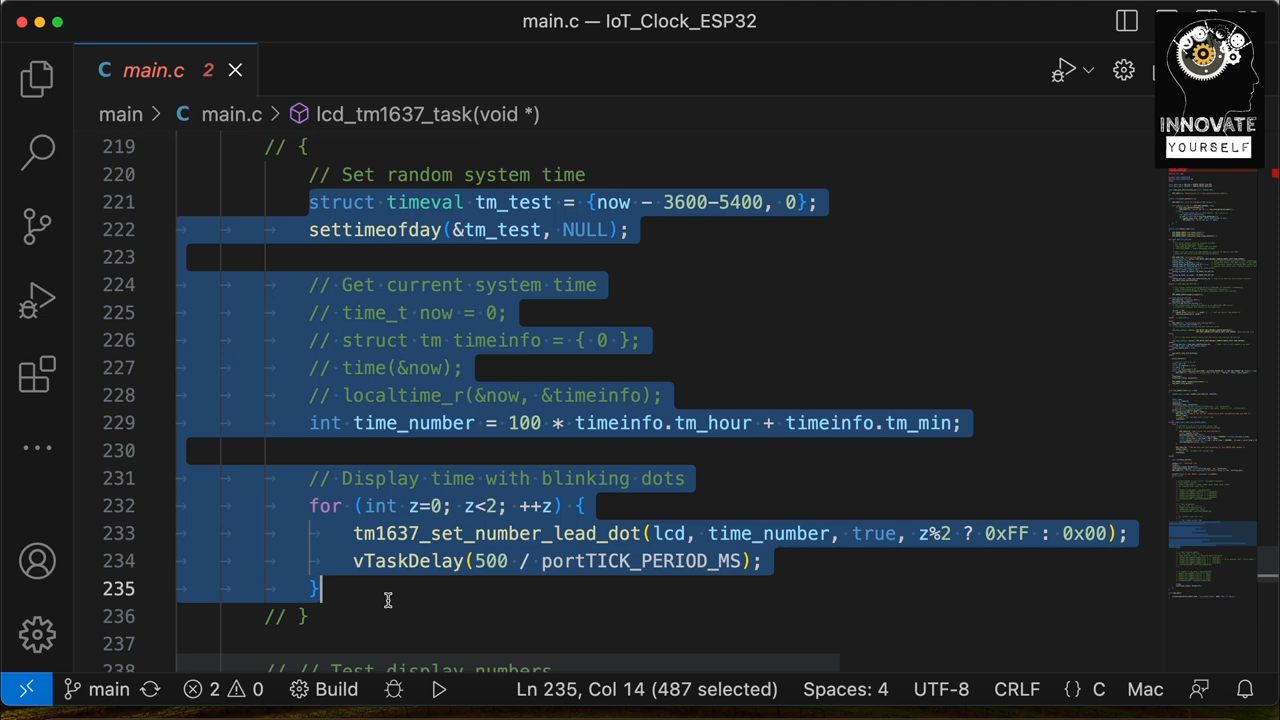 main.c — IoT_Clock_ESP32
INNOVATE
YOURSELF
main.c 2
main > C main.c > lcd_tm1637_task(void *)
219 // {
220 // Set random system time
221 struct timeval tm_test = {now - 3600-5400, 0};
222 settimeofday(&tm_test, NULL);
223
224 // Get current system time
225 // time_t now = 0;
226 // struct tm timeinfo = { 0 };
227 // time(&now);
228 // localtime_r(&now, &timeinfo);
229 int time_number = 100 * timeinfo.tm_hour + timeinfo.tm_min;
230
231 // Display time with blinking dots
232 for (int z=0; z<2; ++z) {
233 tm1637_set_number_lead_dot(lcd, time_number, true, z%2 ? 0xFF : 0x00);
234 vTaskDelay(500 / portTICK_PERIOD_MS);
235 }
236 // }
237
238 // // Test display numbers
main 2 0 Build Ln 235, Col 14 (487 selected) Spaces: 4 UTF-8 CRLF {} C Mac